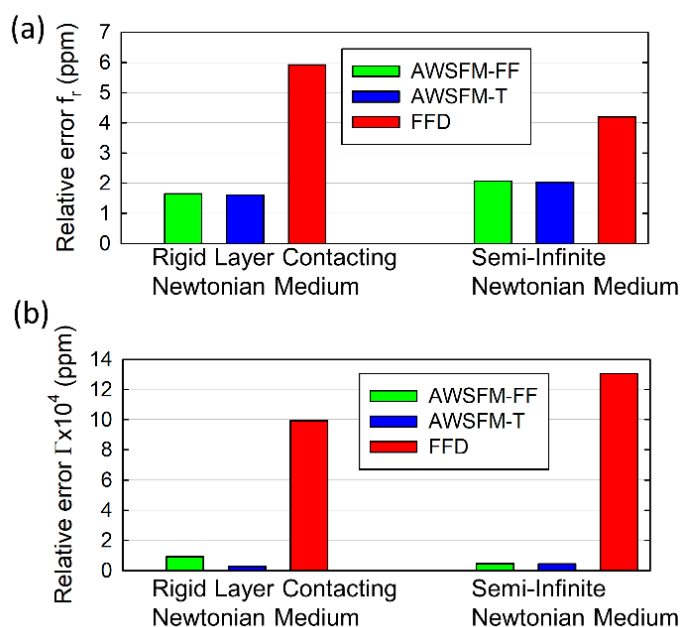 (a)
Relative error fr (ppm)
7
6
5
4
3
2
1
0
AWSFM-FF
AWSFM-T
FFD
Rigid Layer Contacting
Newtonian Medium
Semi-Infinite
Newtonian Medium
(b)
Relative error Γx10⁴ (ppm)
14
12
10
8
6
4
2
0
AWSFM-FF
AWSFM-T
FFD
Rigid Layer Contacting
Newtonian Medium
Semi-Infinite
Newtonian Medium